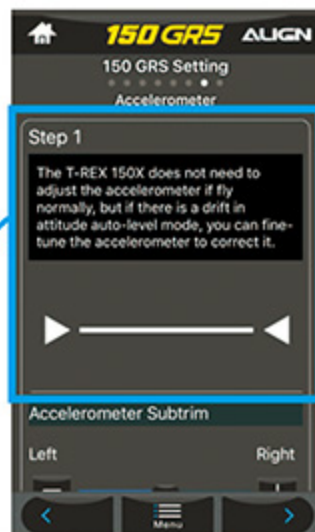 150 GRS ALIGN
150 GRS Setting
Accelerometer
Step 1
The T-REX 150X does not need to
adjust the accelerometer if fly
normally, but if there is a drift in
attitude auto-level mode, you can fine-
tune the accelerometer to correct it.
Accelerometer Subtrim
Left Right
Menu